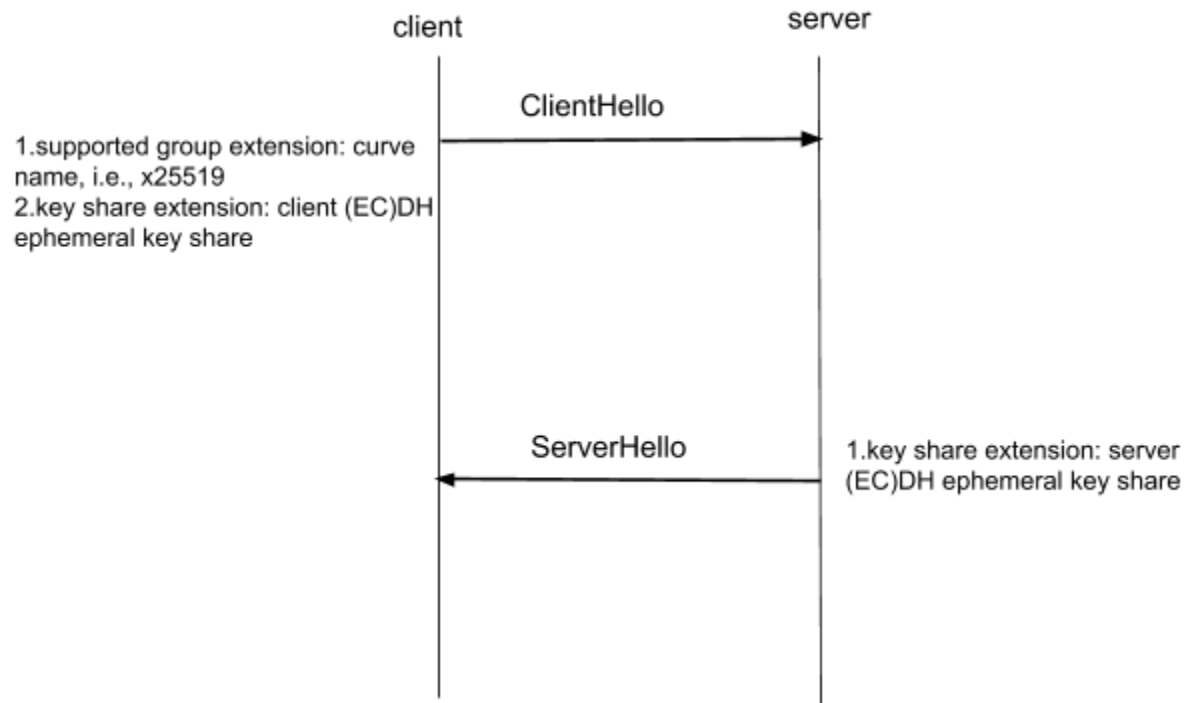 client
server
ClientHello
1.supported group extension: curve
name, i.e., x25519
2.key share extension: client (EC)DH
ephemeral key share
ServerHello
1.key share extension: server
(EC)DH ephemeral key share